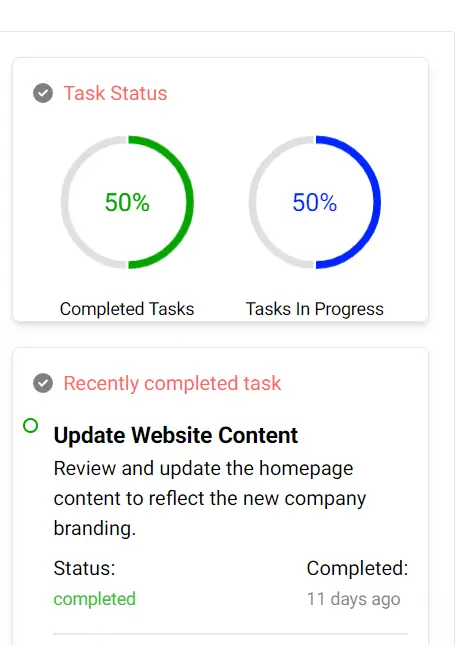 Task Status
50%
50%
Completed Tasks
Tasks In Progress
Recently completed task
Update Website Content
Review and update the homepage
content to reflect the new company
branding.
Status:
Completed:
completed
11 days ago